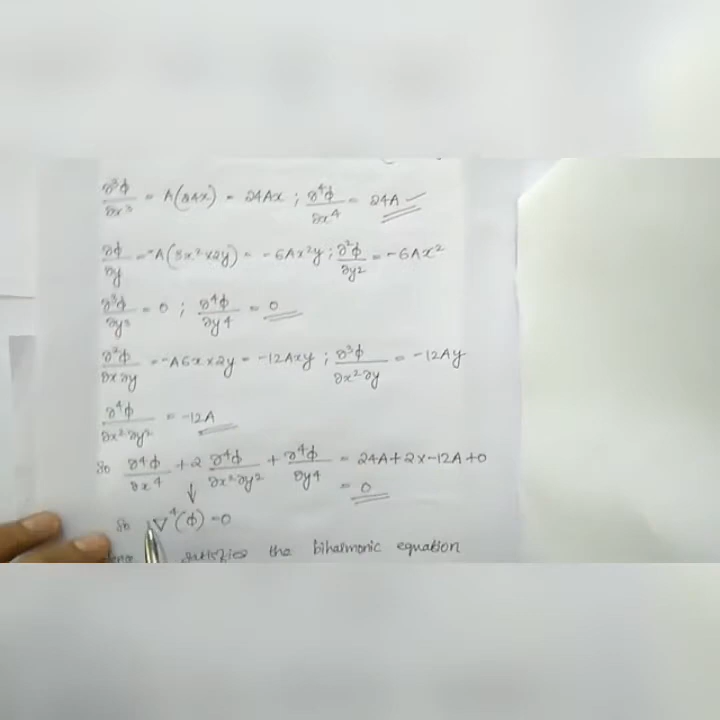 ∂³φ/∂x³ = A(24x) = 24Ax ; ∂⁴φ/∂x⁴ = 24A
∂φ/∂y = -A(3x²×2y) = -6Ax²y ; ∂²φ/∂y² = -6Ax²
∂³φ/∂y³ = 0 ; ∂⁴φ/∂y⁴ = 0
∂²φ/∂x∂y = -A6x×2y = -12Axy ; ∂³φ/∂x²∂y = -12Ay
∂⁴φ/∂x²∂y² = -12A
So ∂⁴φ/∂x⁴ + 2 ∂⁴φ/∂x²∂y² + ∂⁴φ/∂y⁴ = 24A+2×-12A+0
= 0
So ∇⁴(φ) = 0
satisfies the biharmonic equation